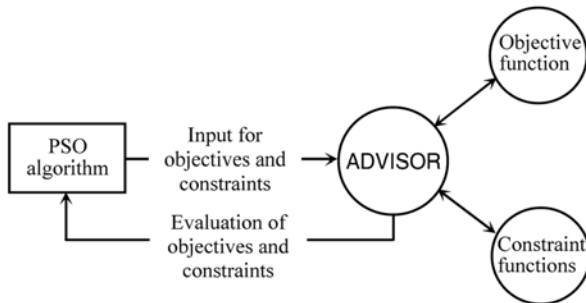 Objective
function
PSO
algorithm
Input for
objectives and
constraints
ADVISOR
Evaluation of
objectives and
constraints
Constraint
functions